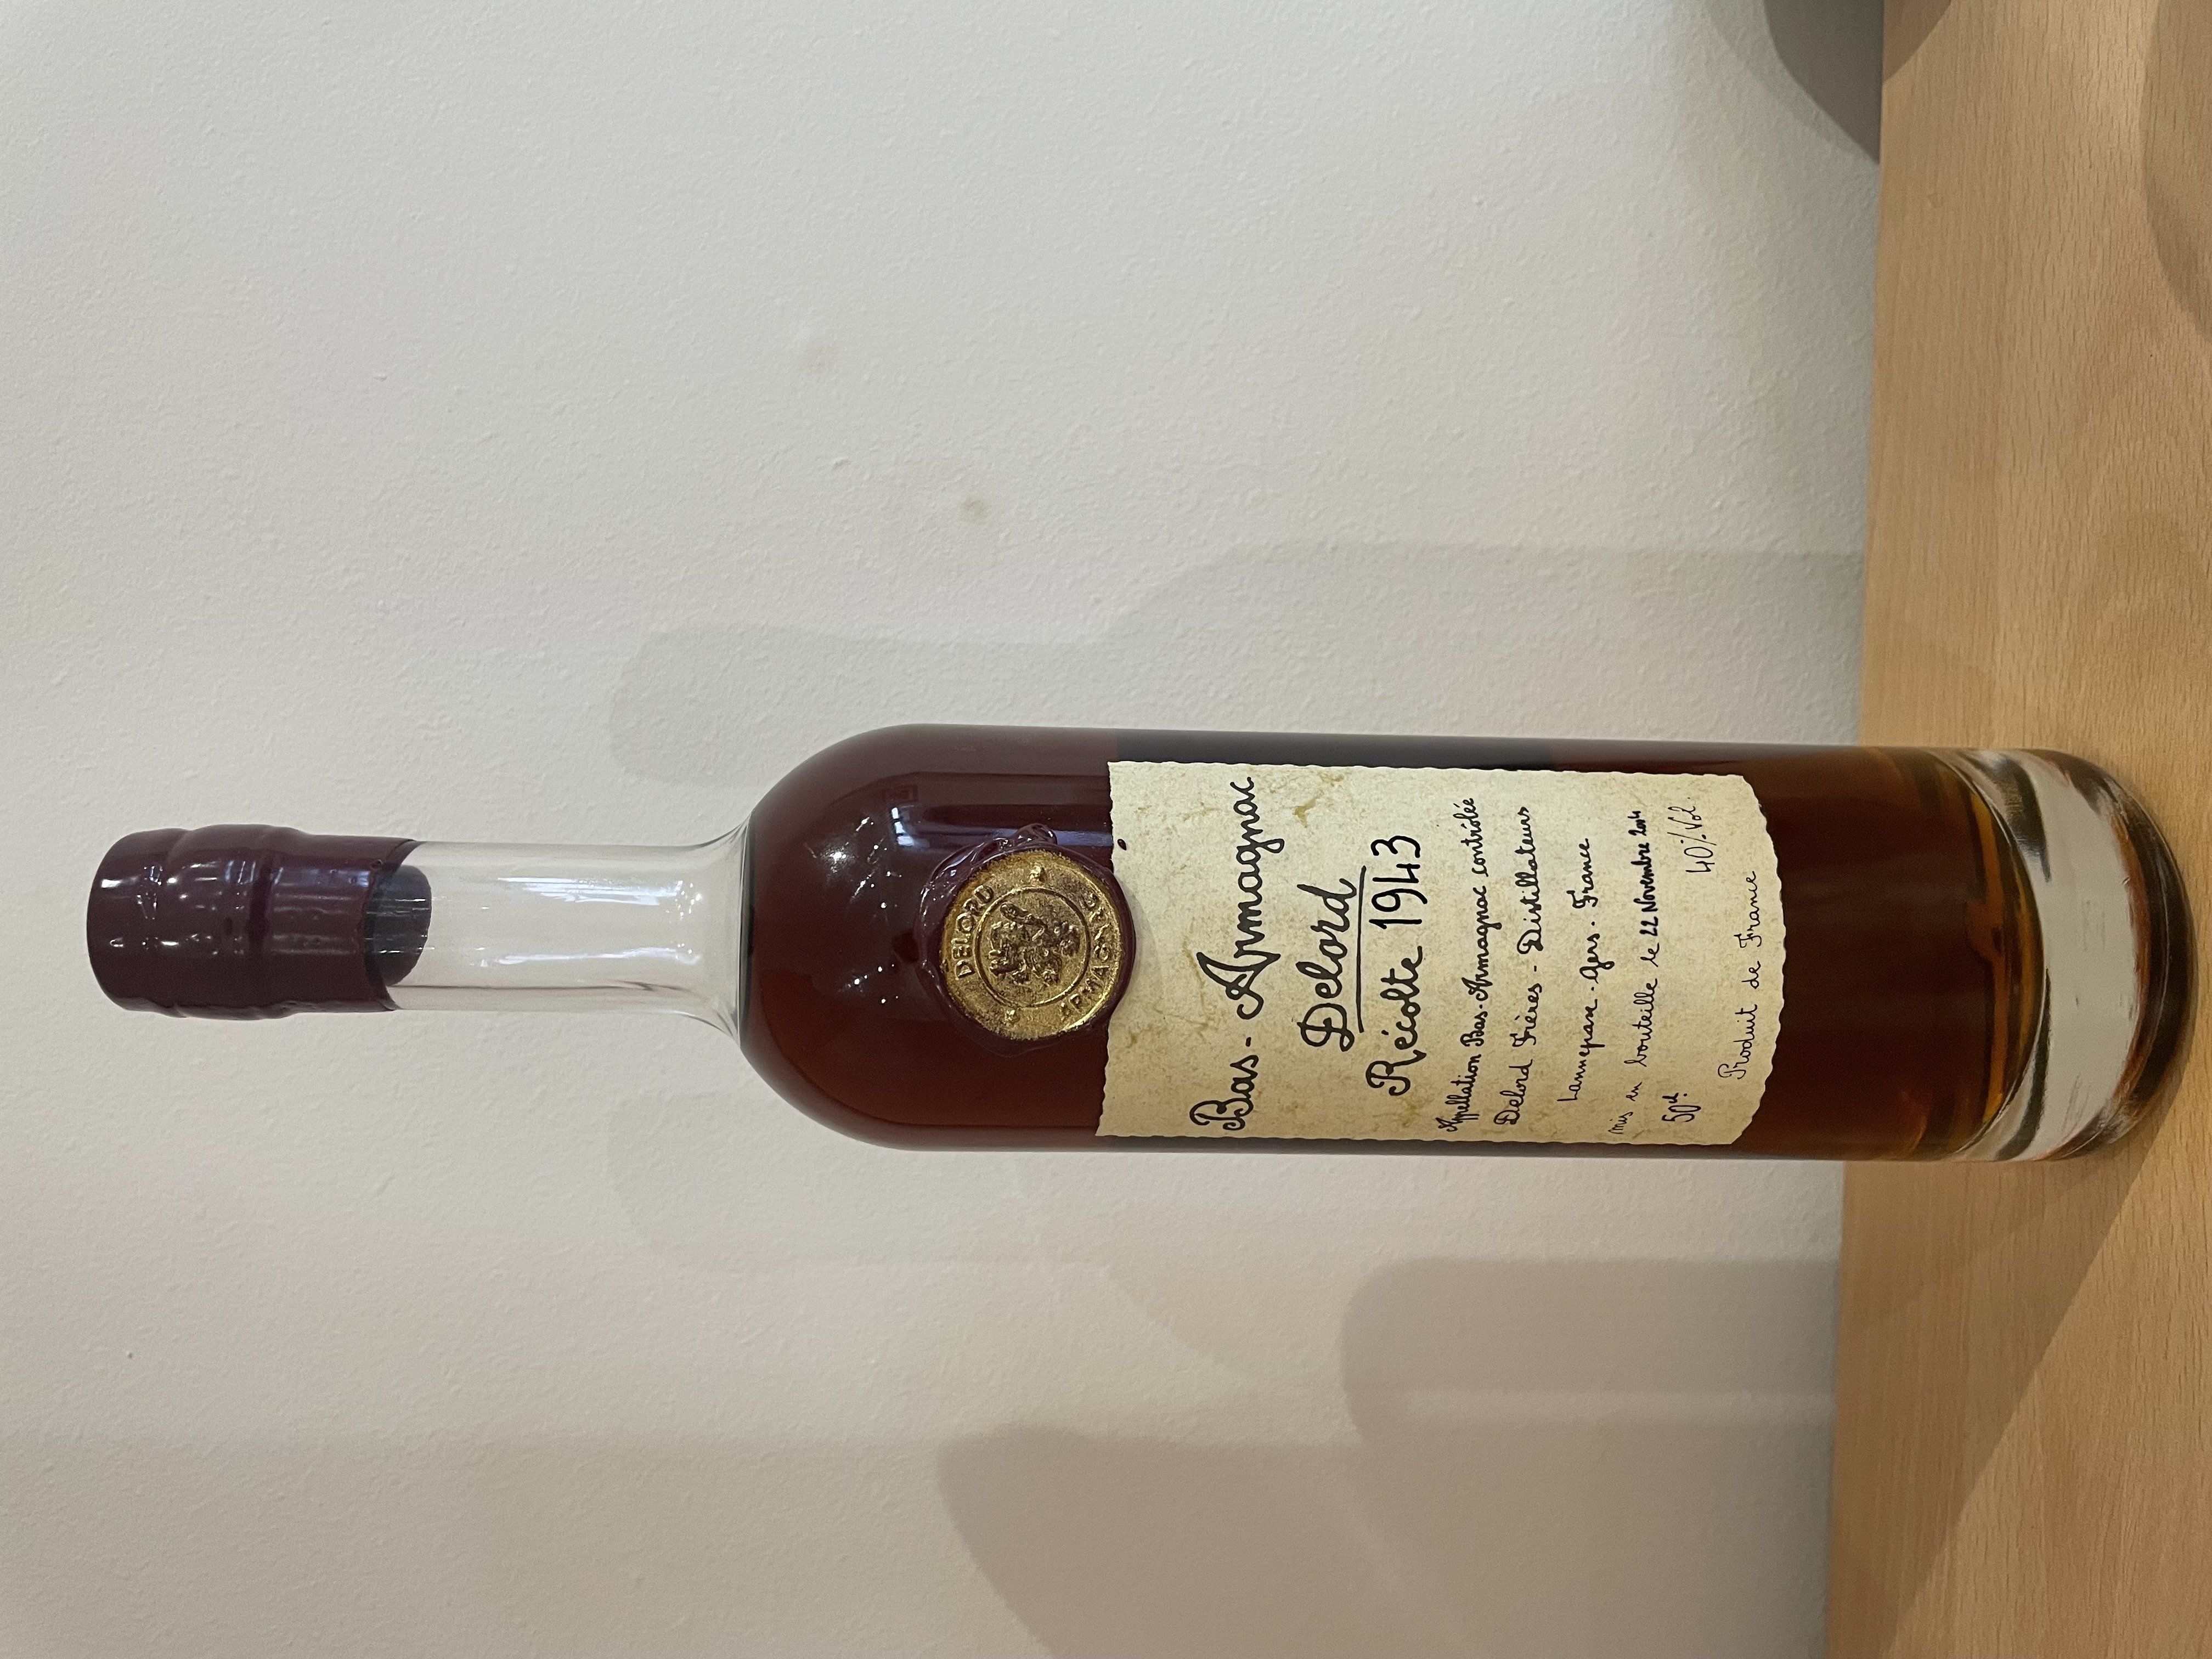 DELORD
ARMAGNAC
Bas-Armagnac
Delord
Récolte 1943
Appellation Bas-Armagnac contrôlée
Delord Frères-Distillateurs
Lannepax-Gers-France
mis en bouteille le 22 Novembre 2014
50cl. 40%Vol.
Produit de France